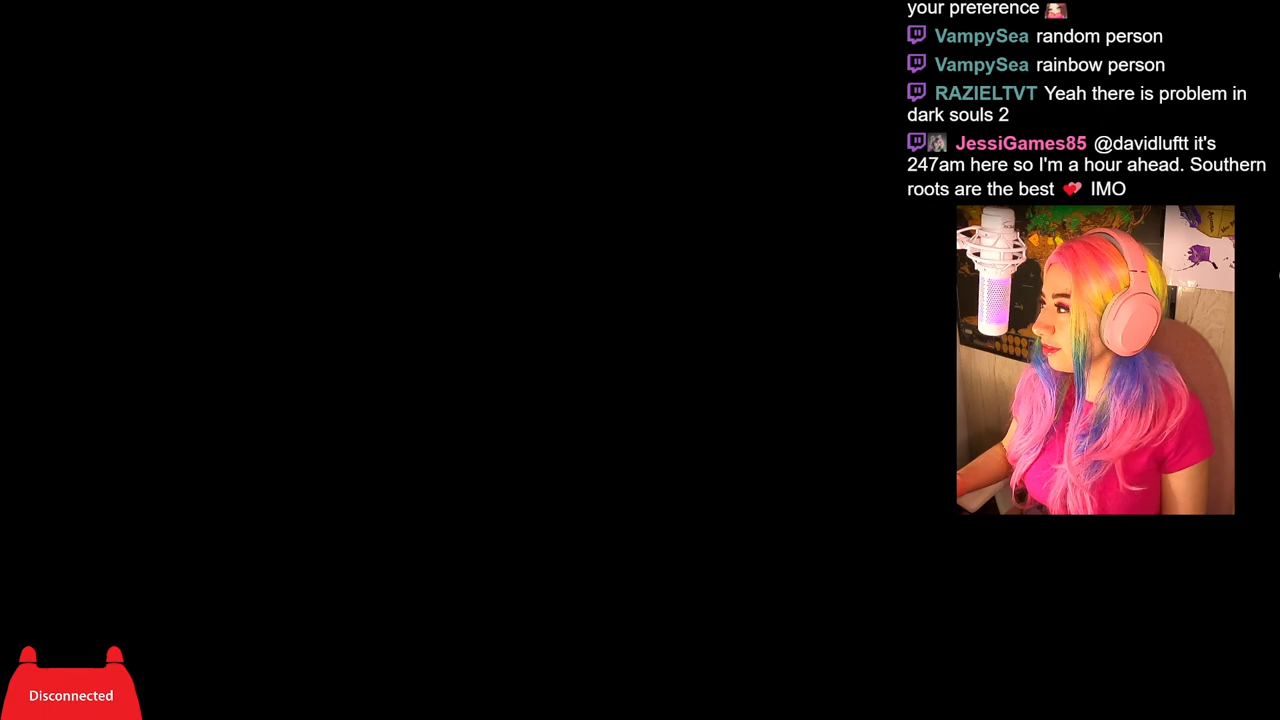 your preference
VampySea random person
VampySea rainbow person
RAZIELTVT Yeah there is problem in
dark souls 2
JessiGames85 @davidluftt it's
247am here so I'm a hour ahead. Southern
roots are the best 💕 IMO
Disconnected